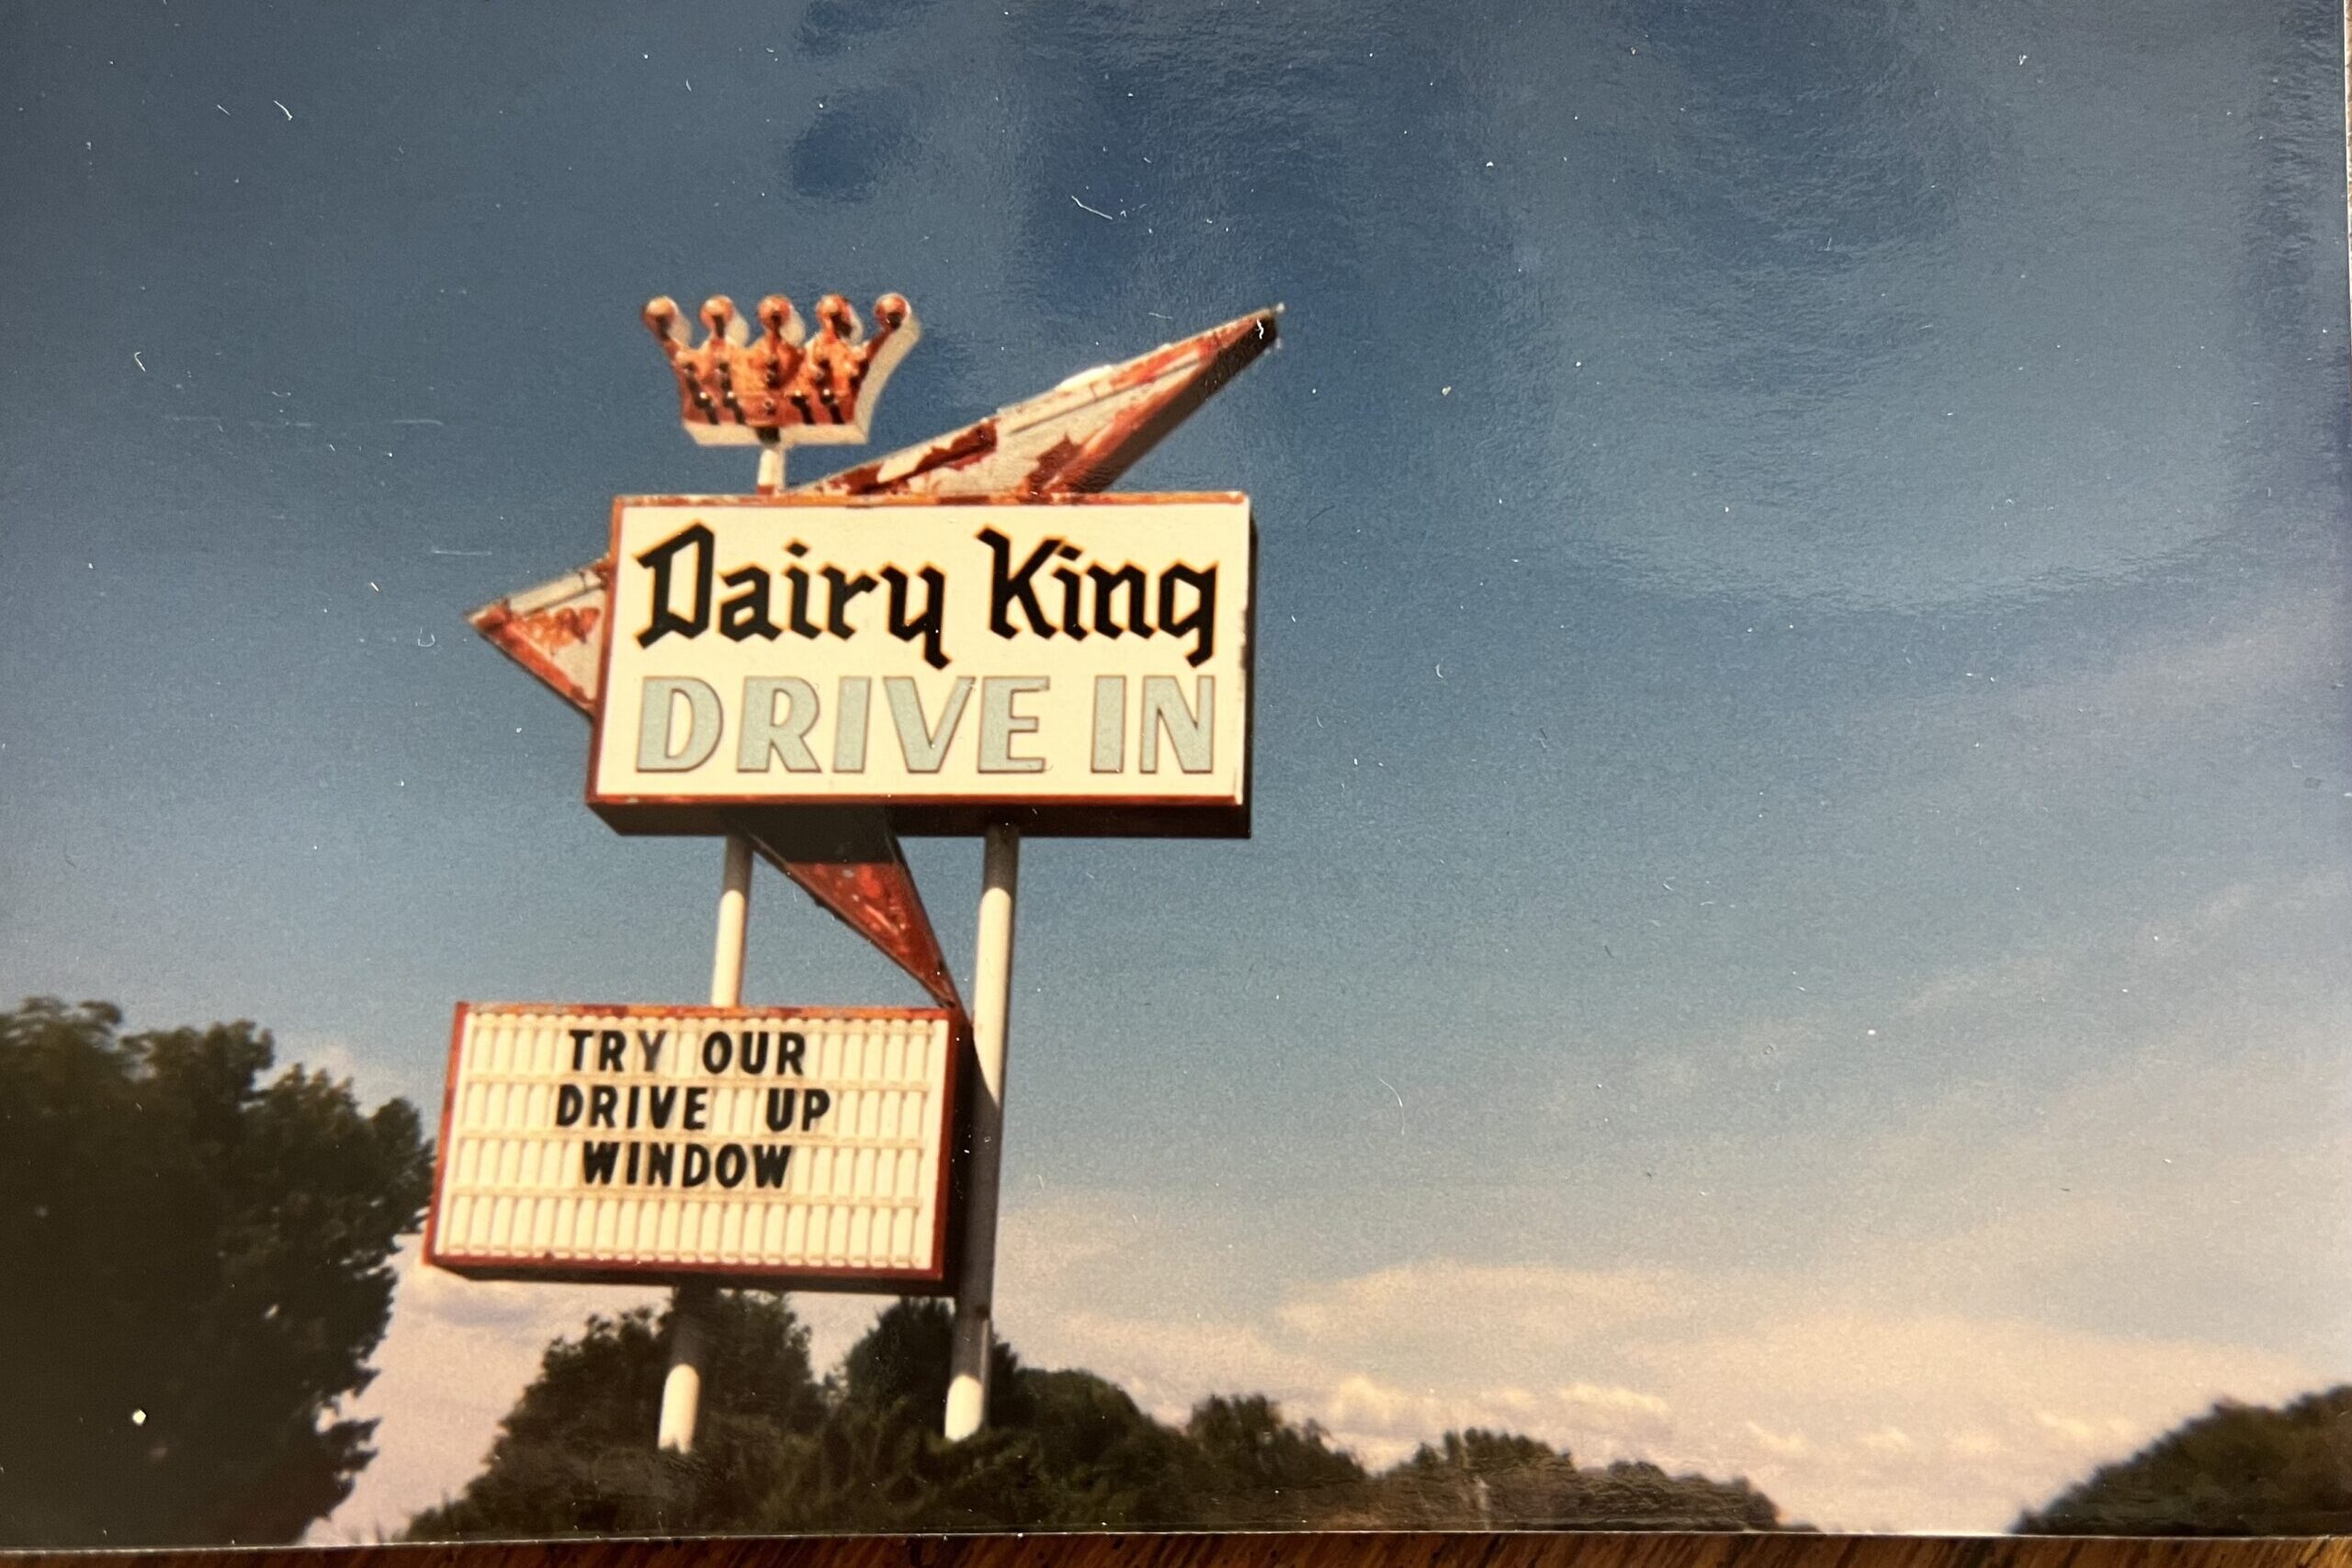 Dairy King
DRIVE IN
TRY OUR
DRIVE UP
WINDOW